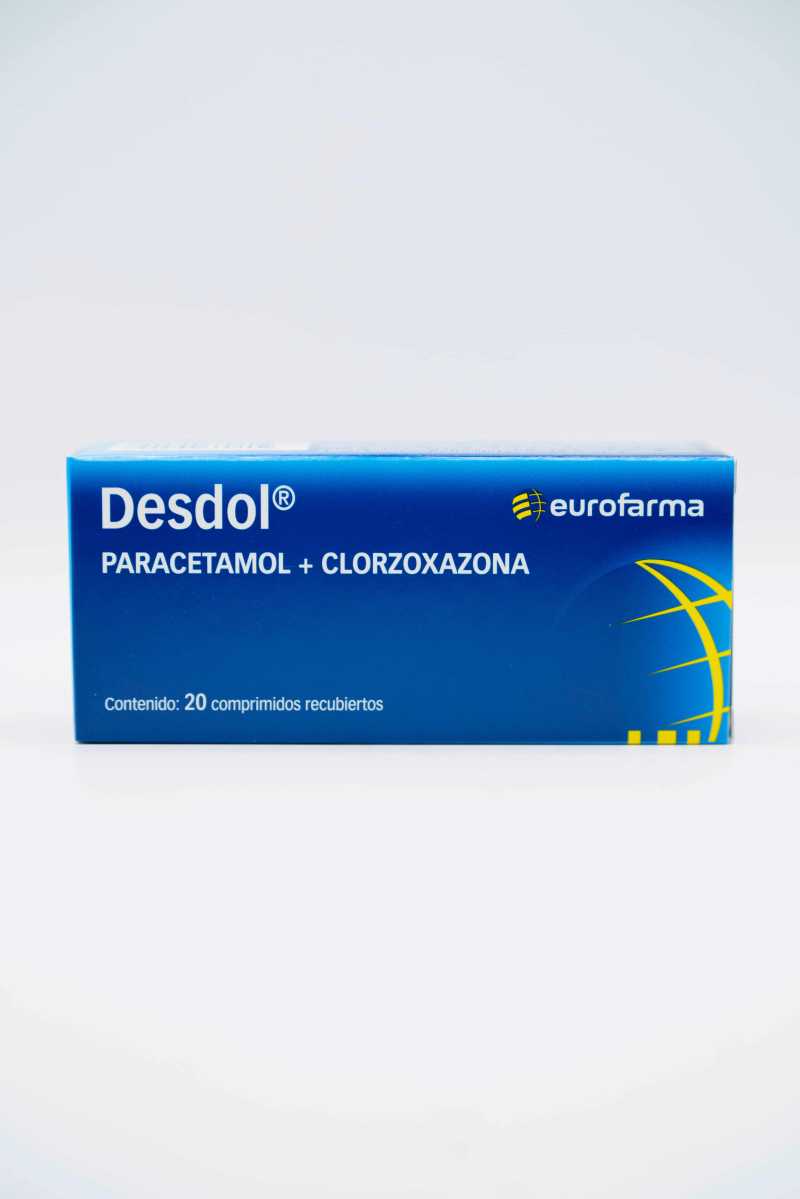 Desdol®
eurofarma
PARACETAMOL + CLORZOXAZONA
Contenido: 20 comprimidos recubiertos